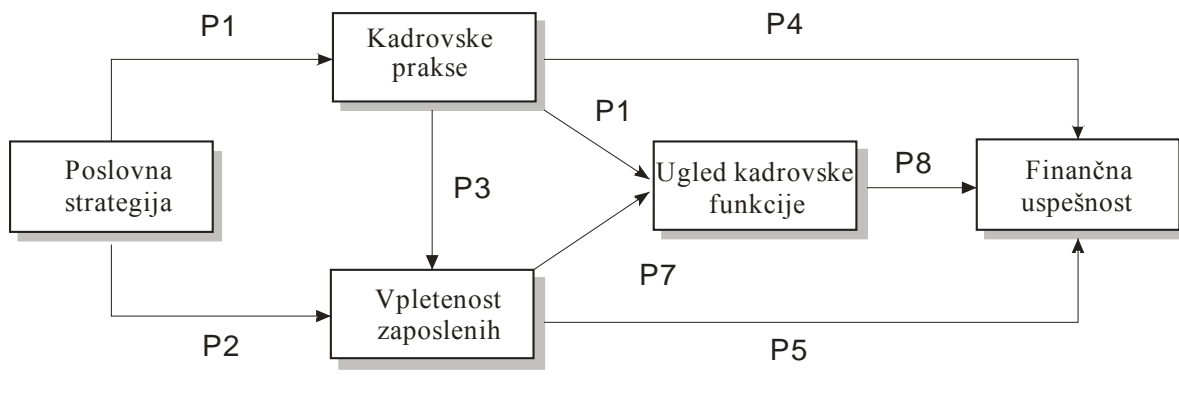 P1
Kadrovske
prakse
P4
P1
Poslovna
strategija
P3
Ugled kadrovske
funkcije
P8
Finančna
uspešnost
P7
Vpletenost
zaposlenih
P2
P5